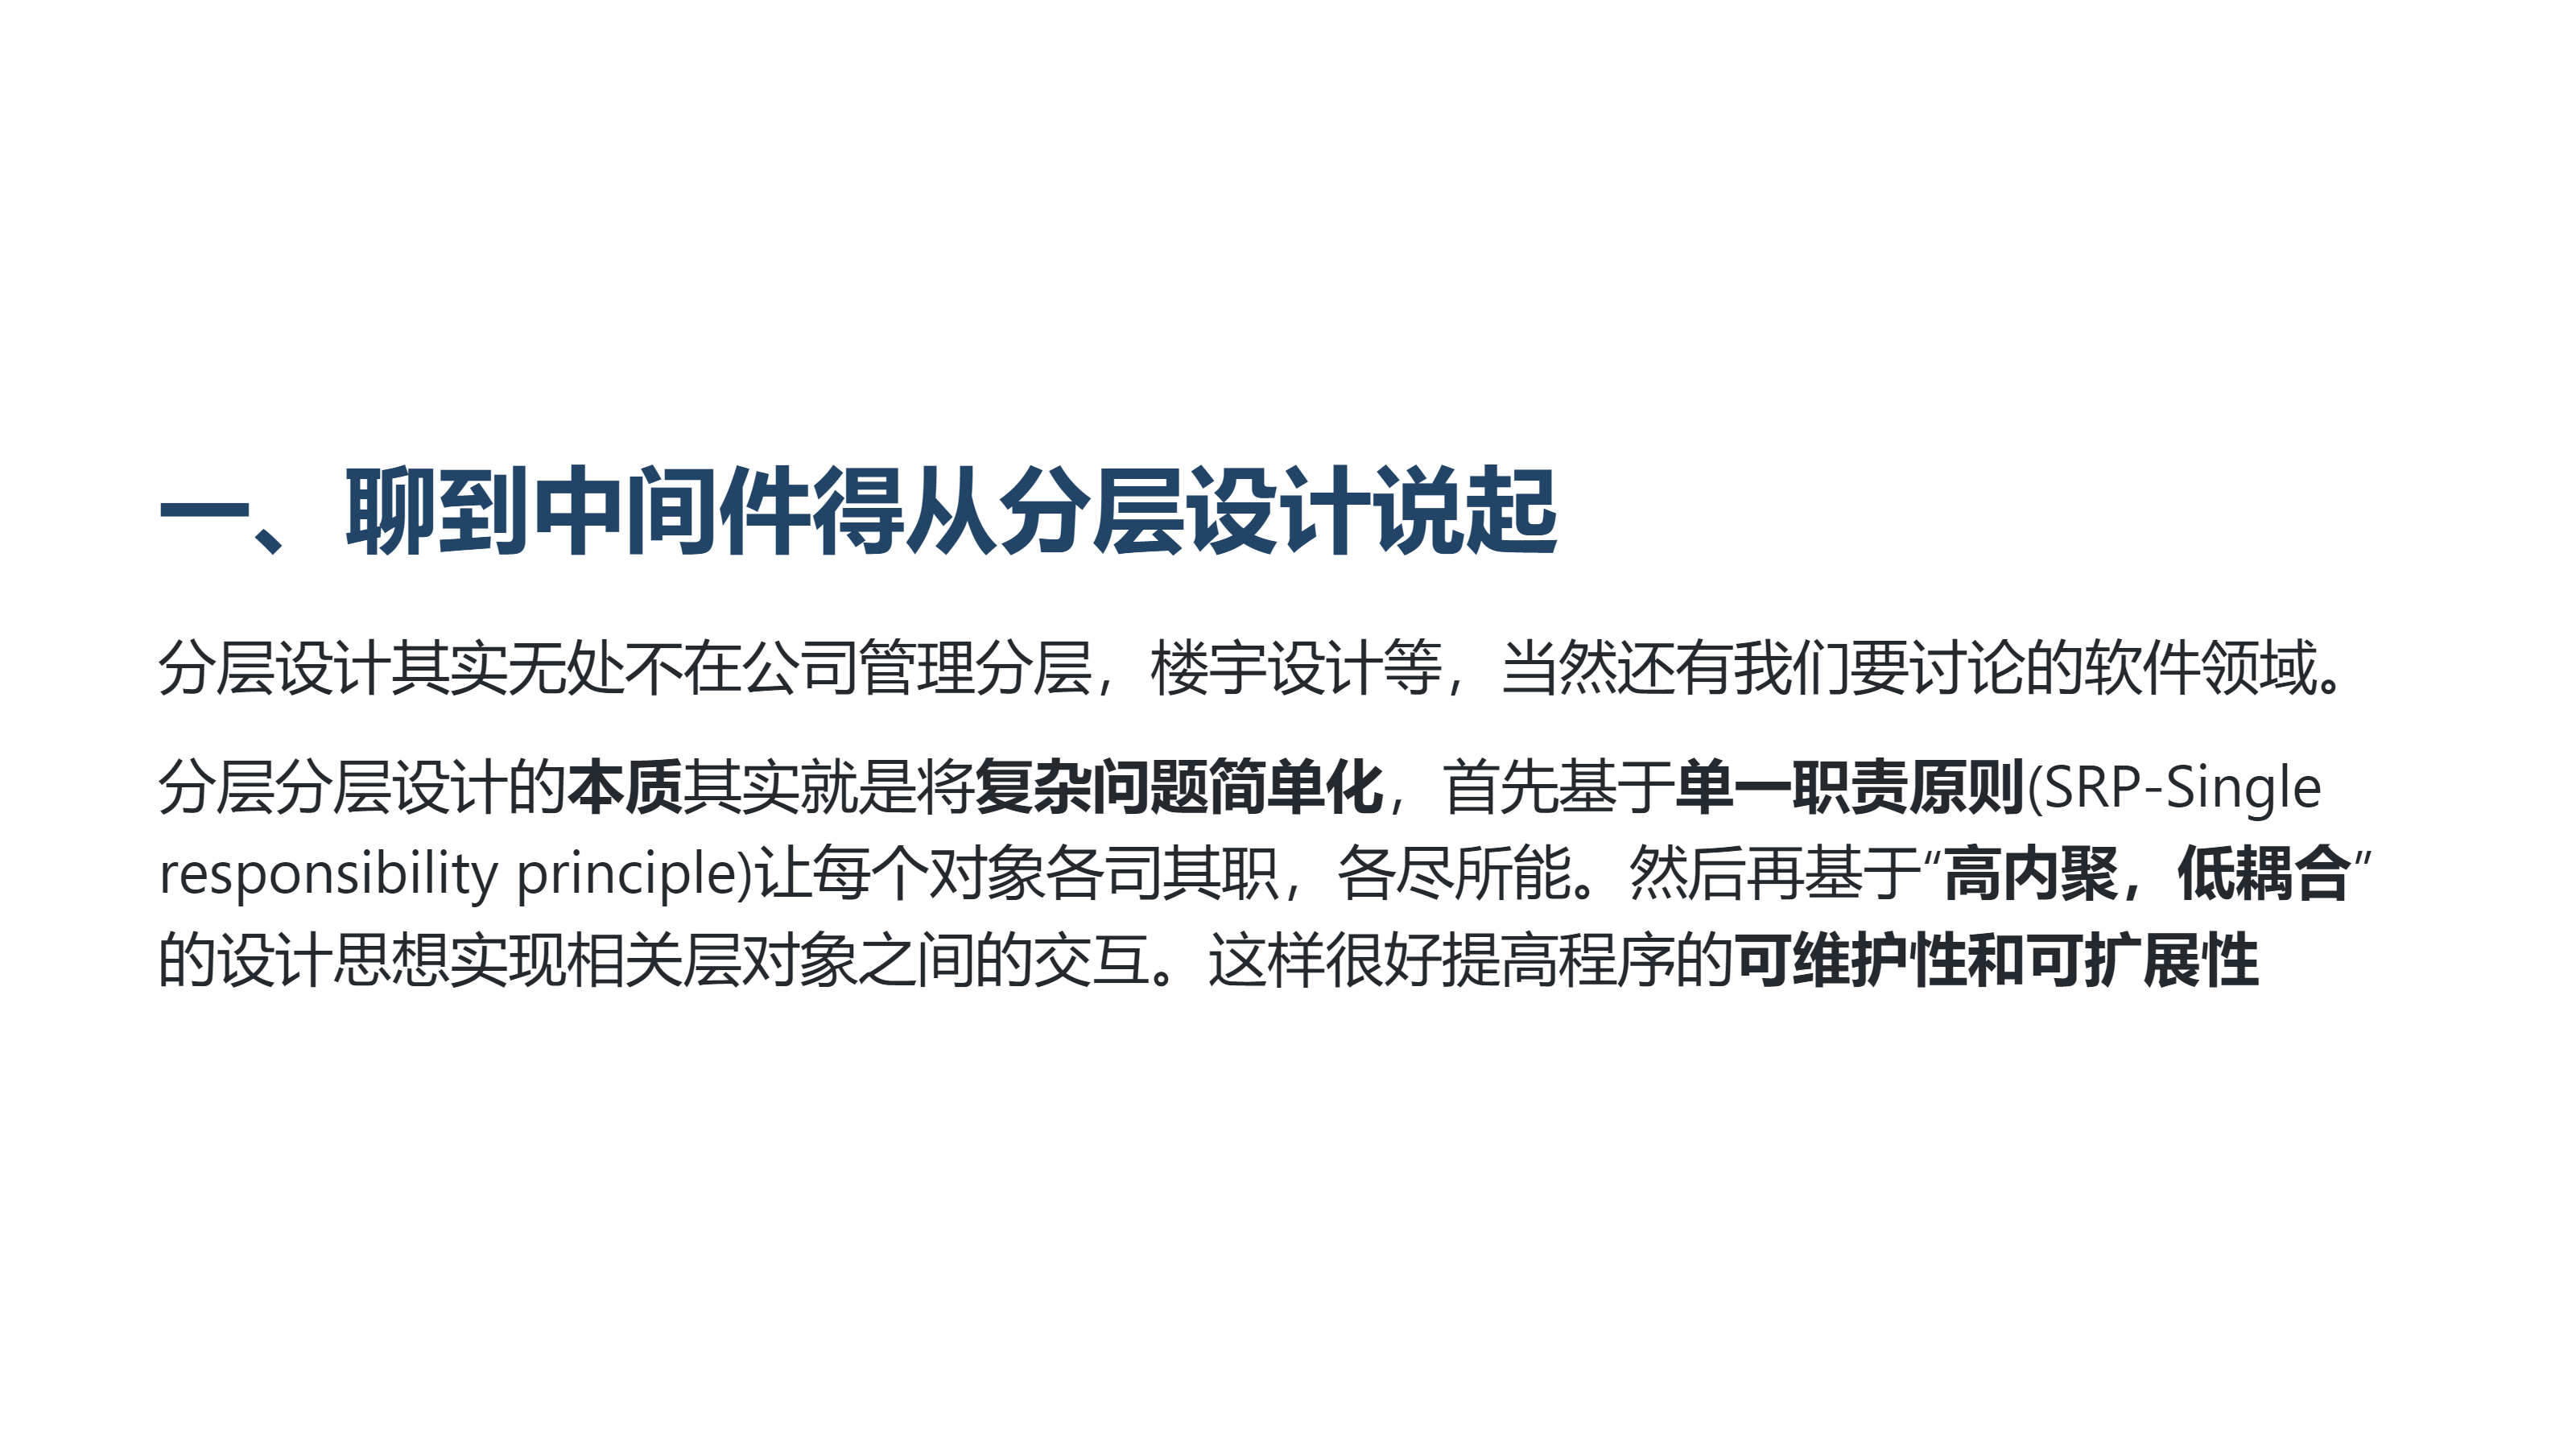 一、聊到中间件得从分层设计说起
分层设计其实无处不在公司管理分层，楼宇设计等，当然还有我们要讨论的软件领域。
分层分层设计的本质其实就是将复杂问题简单化，首先基于单一职责原则(SRP-Single
responsibility principle)让每个对象各司其职，各尽所能。然后再基于“高内聚，低耦合”
的设计思想实现相关层对象之间的交互。这样很好提高程序的可维护性和可扩展性